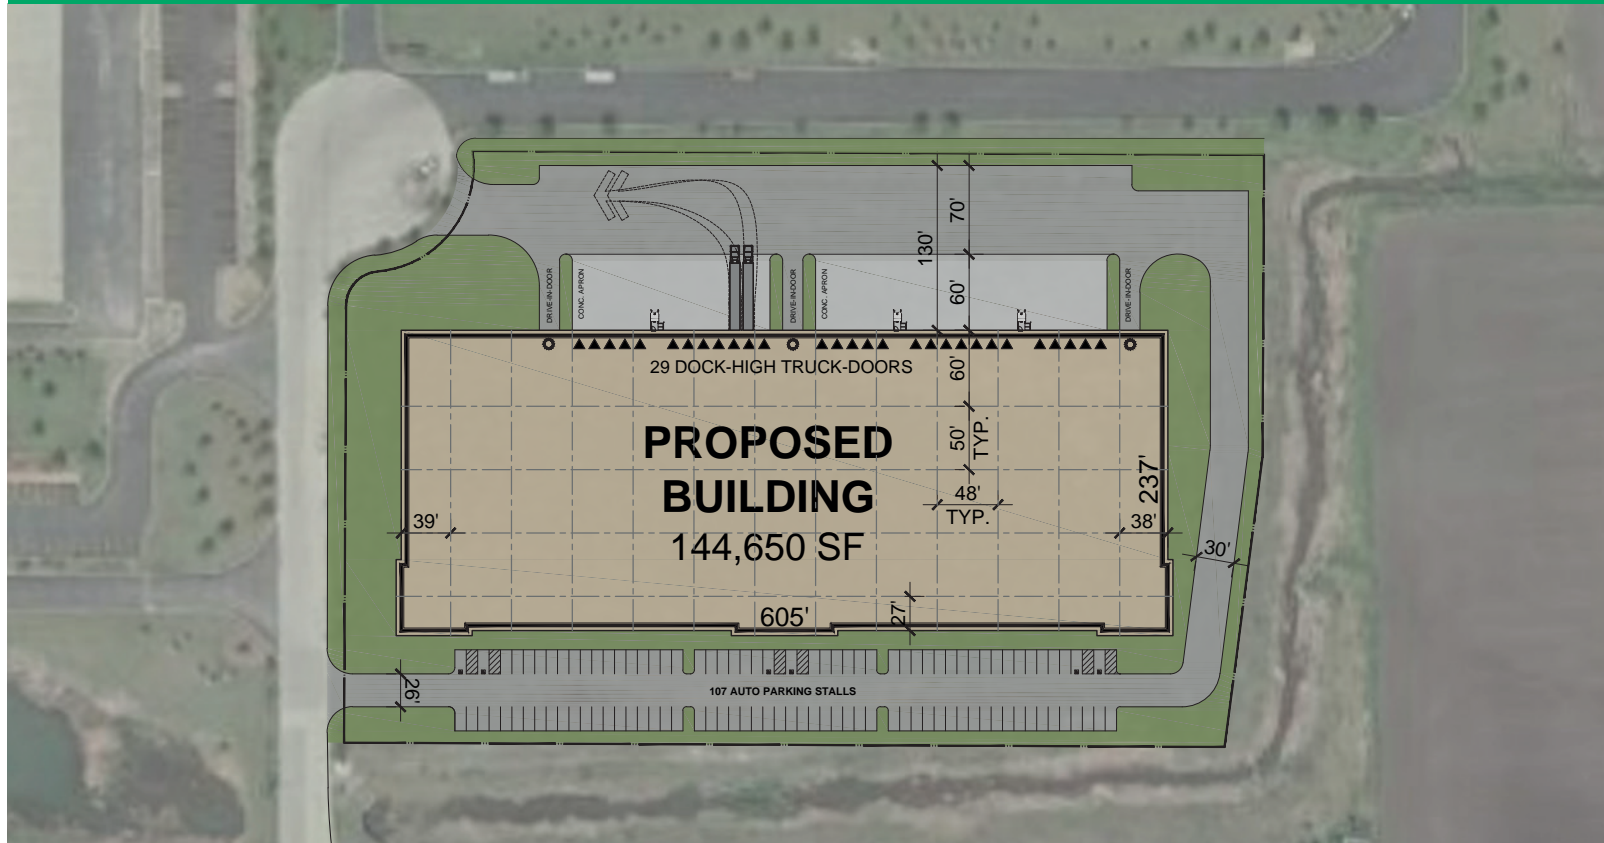 70'
130'
60'
DRIVE-IN-DOOR
CONC. APRON
DRIVE-IN-DOOR
CONC. APRON
DRIVE-IN-DOOR
29 DOCK-HIGH TRUCK-DOORS
60'
PROPOSED
BUILDING
144,650 SF
50'
TYP.
48'
TYP.
237'
39'
38'
30'
605'
27'
26'
107 AUTO PARKING STALLS